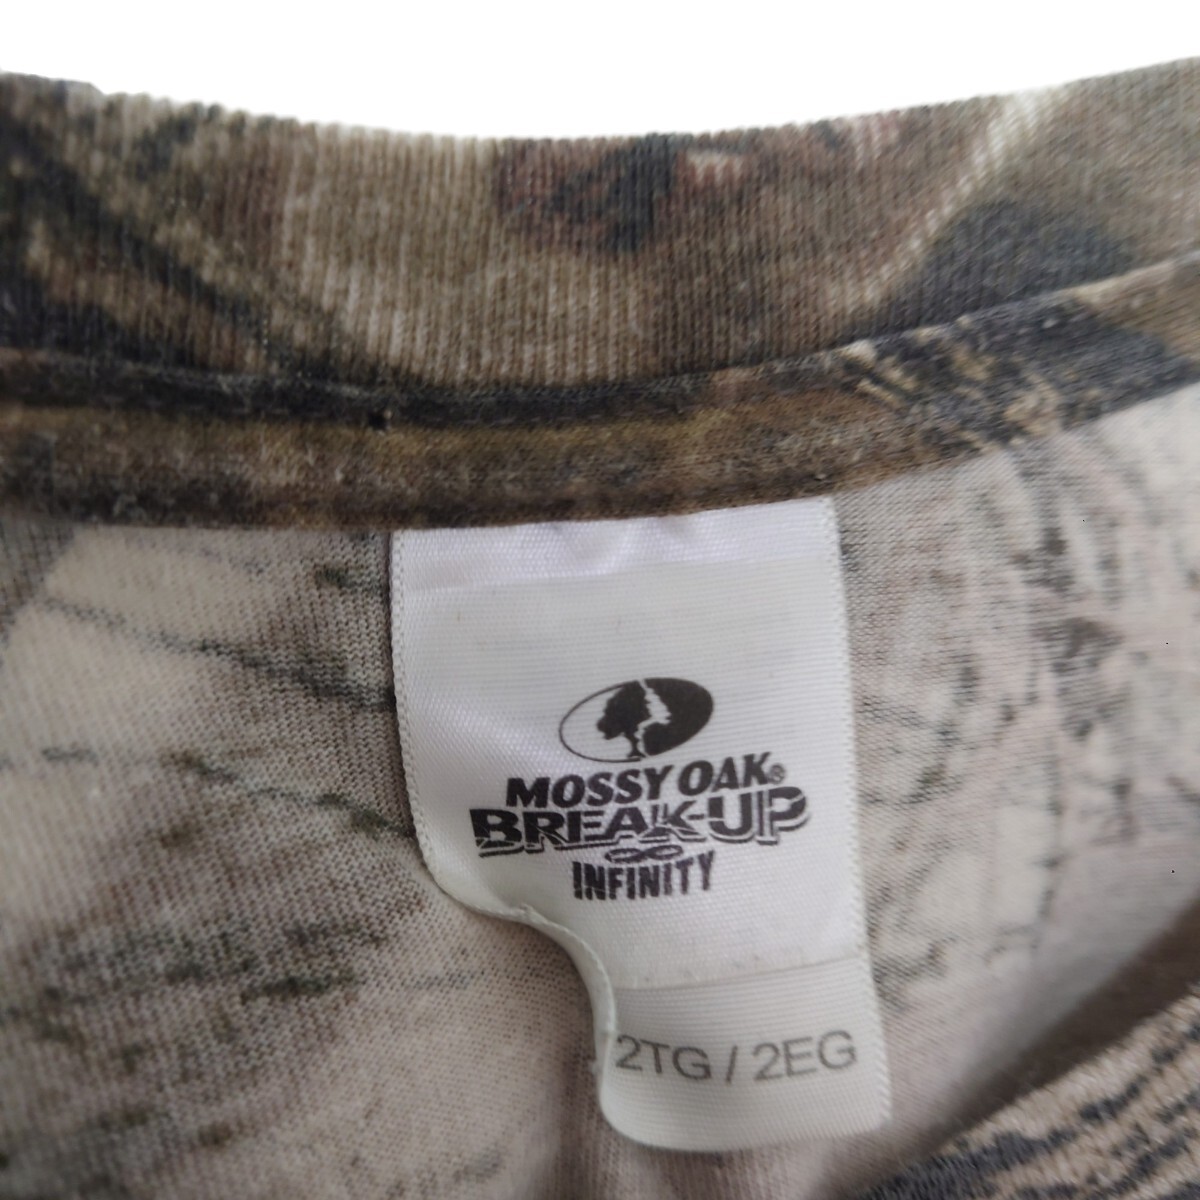 MOSSY OAK®
BREAK-UP
INFINITY
2TG / 2EG